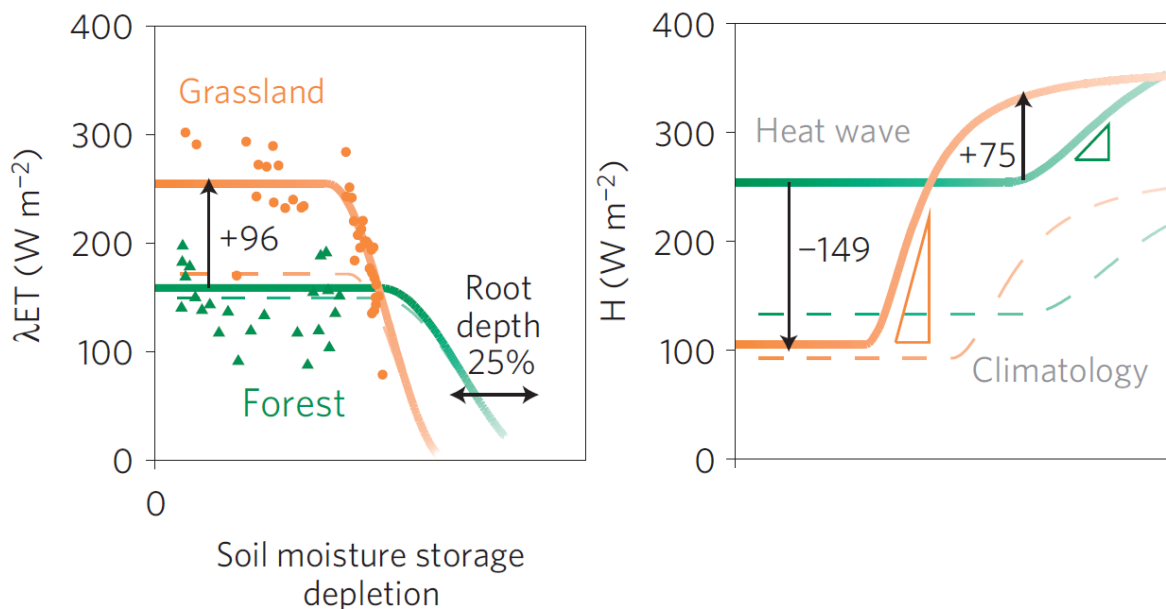 400
300
200
100
0
λET (W m⁻²)
Grassland
+96
Forest
Root
depth
25%
0
Soil moisture storage
depletion
400
300
200
100
0
H (W m⁻²)
Heat wave
+75
−149
Climatology